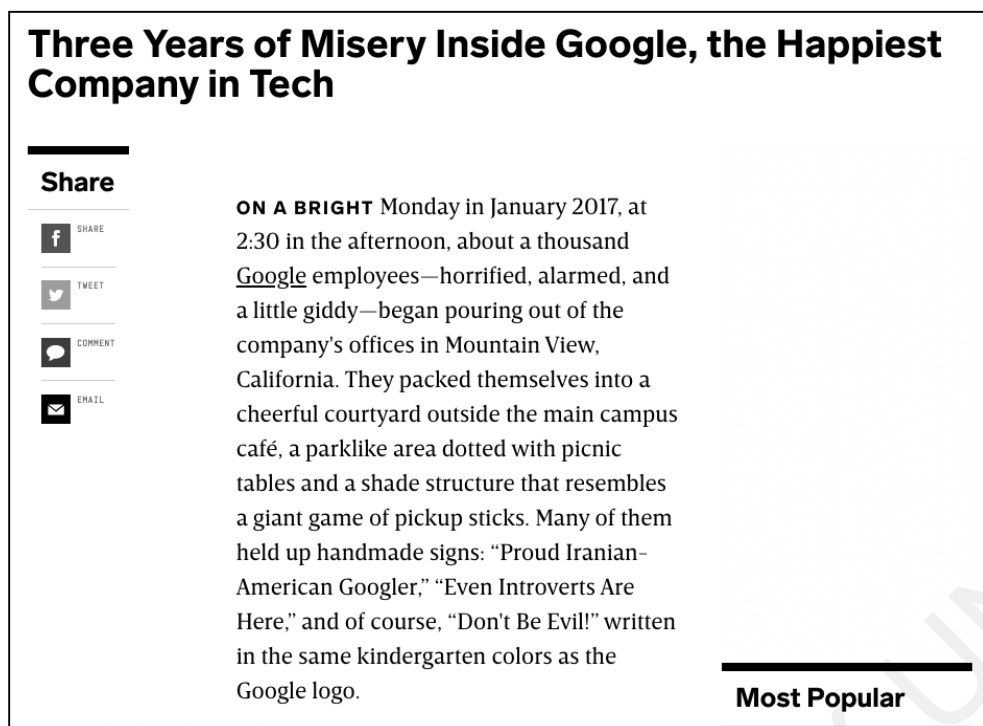 Three Years of Misery Inside Google, the Happiest
Company in Tech
Share
SHARE
TWEET
COMMENT
EMAIL
ON A BRIGHT Monday in January 2017, at
2:30 in the afternoon, about a thousand
Google employees—horrified, alarmed, and
a little giddy—began pouring out of the
company's offices in Mountain View,
California. They packed themselves into a
cheerful courtyard outside the main campus
café, a parklike area dotted with picnic
tables and a shade structure that resembles
a giant game of pickup sticks. Many of them
held up handmade signs: “Proud Iranian-
American Googler,” “Even Introverts Are
Here,” and of course, “Don't Be Evil!” written
in the same kindergarten colors as the
Google logo.
Most Popular